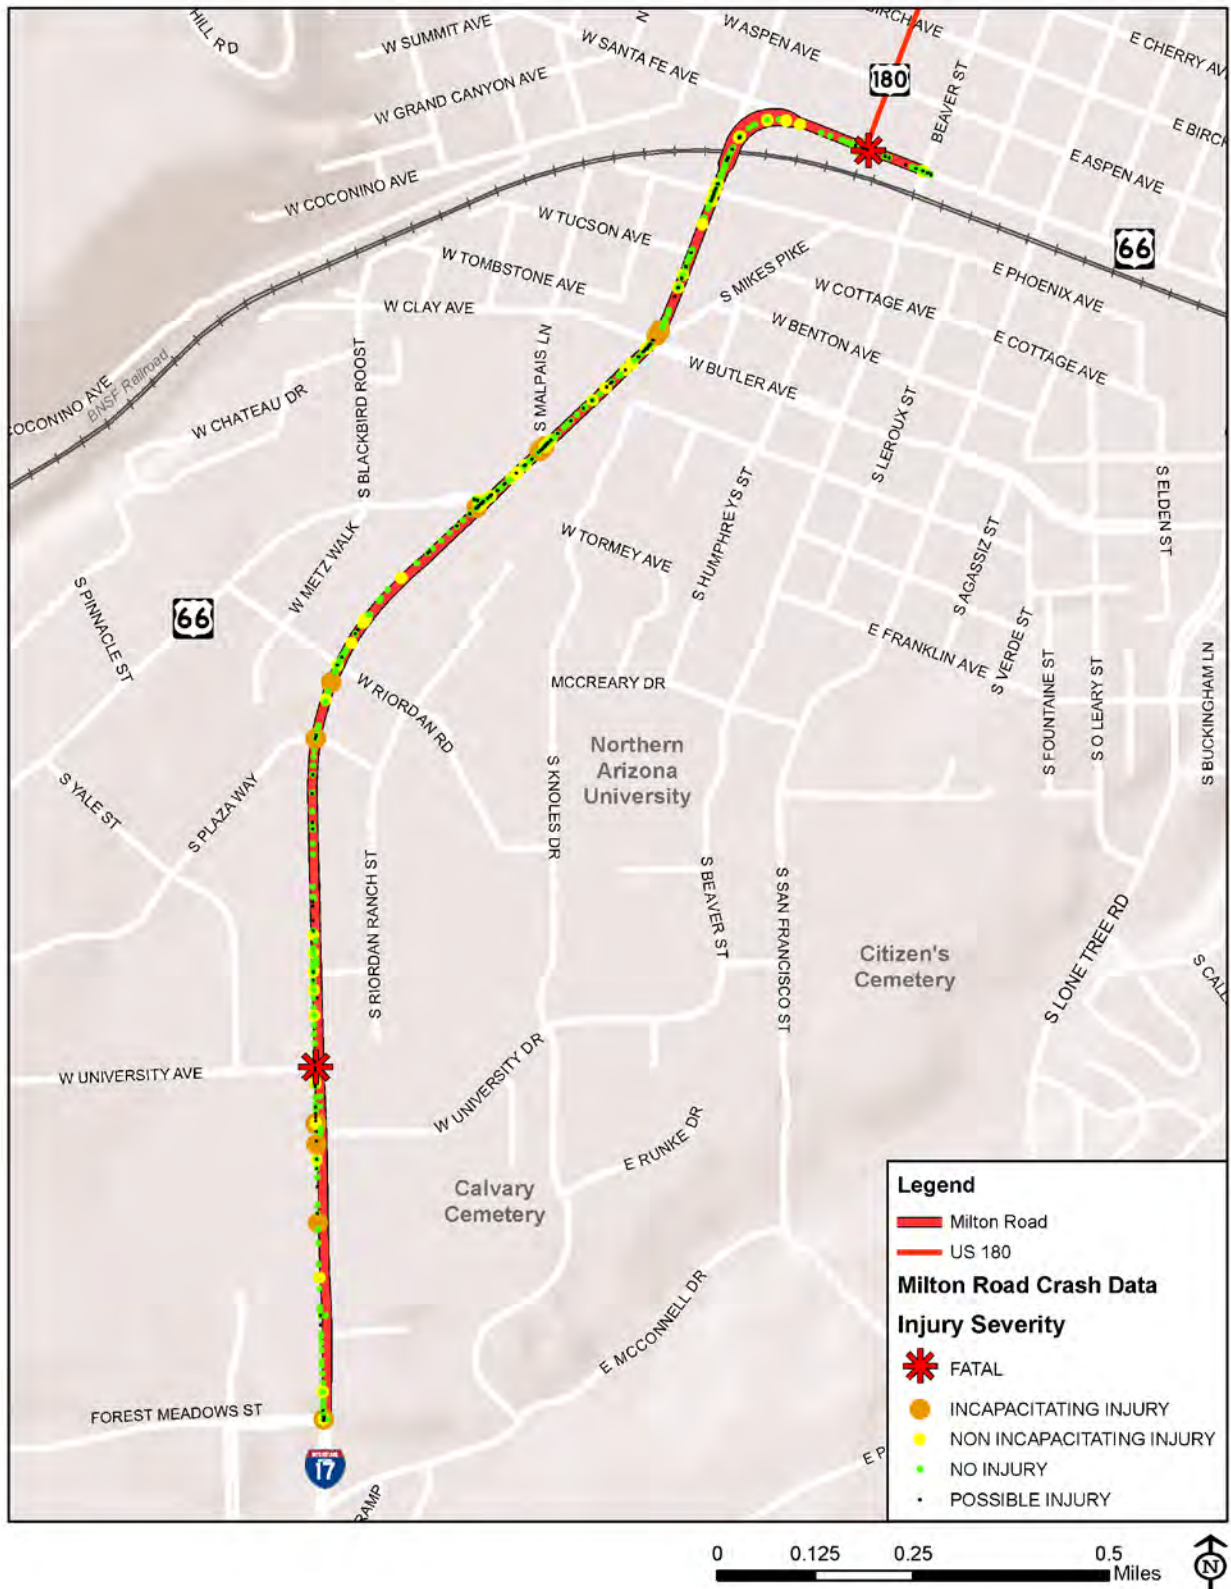 HILL RD
W SUMMIT AVE
N
W SANTA FE AVE
W ASPEN AVE
BIRCH AVE
E CHERRY AV
W GRAND CANYON AVE
180
BEAVER ST
E BIRCH
W COCONINO AVE
E ASPEN AVE
W TUCSON AVE
66
W TOMBSTONE AVE
S MIKES PIKE
E PHOENIX AVE
W CLAY AVE
W COTTAGE AVE
W BENTON AVE
E COTTAGE AVE
S MALPAIS LN
S BLACKBIRD ROOST
W BUTLER AVE
COCONINO AVE
BNSF Railroad
W CHATEAU DR
S LEROUX ST
S HUMPHREYS ST
S ELDEN ST
W METZ WALK
W TORMEY AVE
S AGASSIZ ST
S PINNACLE ST
66
E FRANKLIN AVE
S VERDE ST
S FOUNTAINE ST
S O LEARY ST
S BUCKINGHAM LN
MCCREARY DR
W RIORDAN RD
Northern
Arizona
University
S YALE ST
S PLAZA WAY
S KNOLES DR
S RIORDAN RANCH ST
S BEAVER ST
S SAN FRANCISCO ST
Citizen's
Cemetery
S LONE TREE RD
S CAL
W UNIVERSITY AVE
W UNIVERSITY DR
E RUNKE DR
Calvary
Cemetery
E MCCONNELL DR
FOREST MEADOWS ST
INTERSTATE
17
RAMP
E P
Legend
Milton Road
US 180
Milton Road Crash Data
Injury Severity
FATAL
INCAPACITATING INJURY
NON INCAPACITATING INJURY
NO INJURY
POSSIBLE INJURY
0 0.125 0.25 0.5
Miles
N